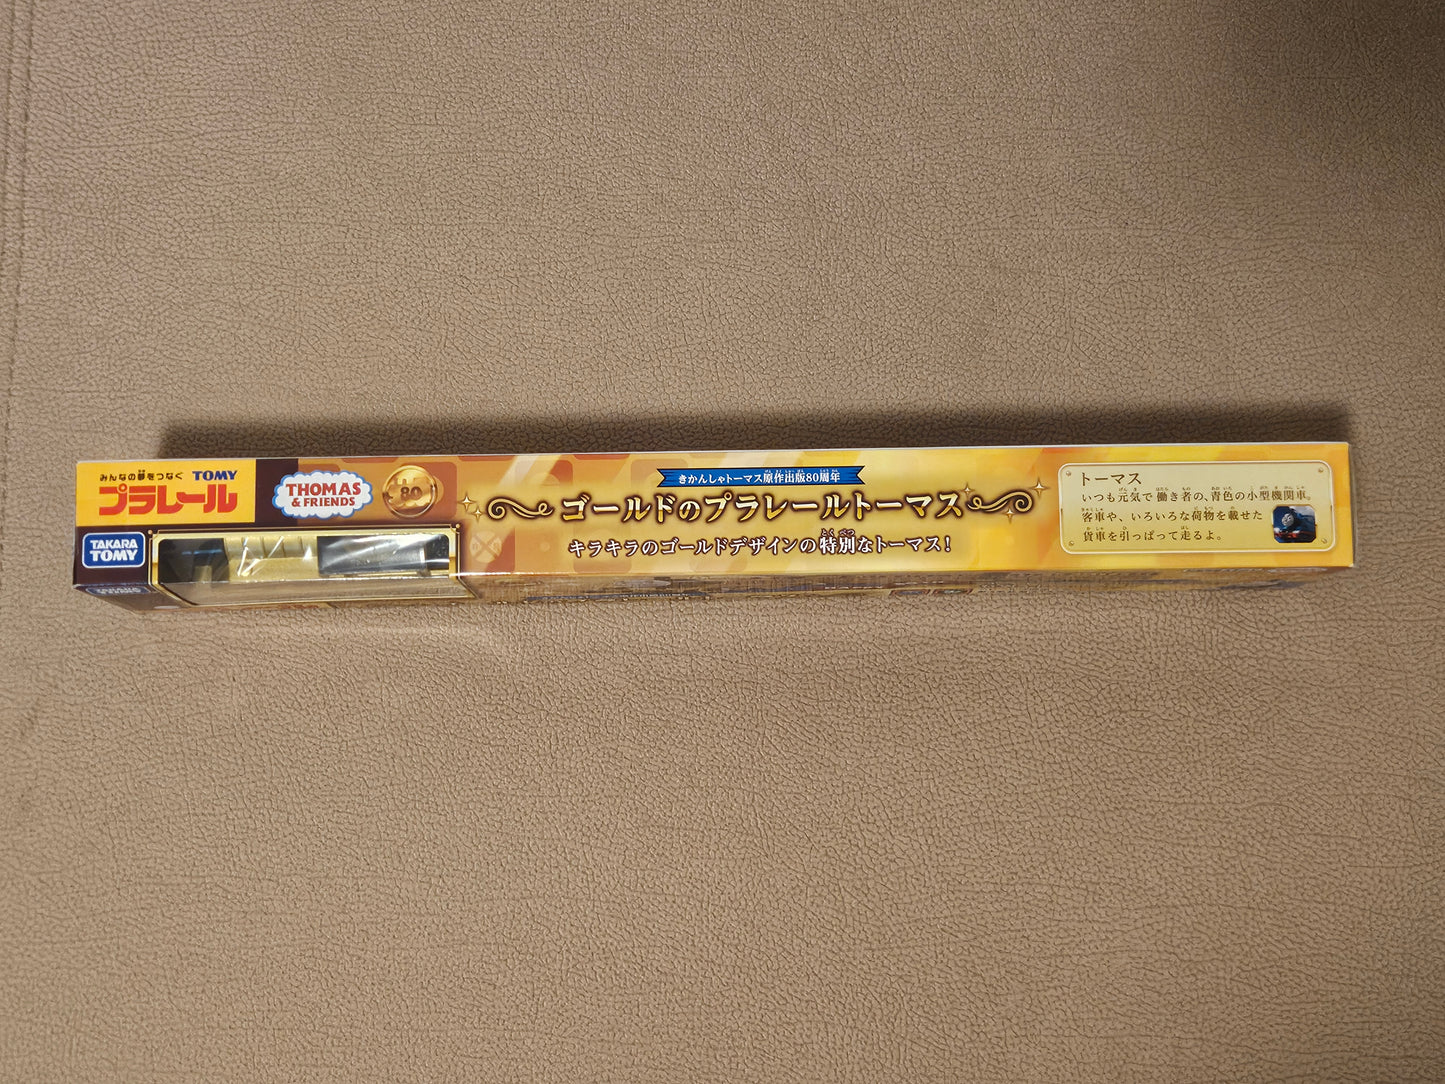 みんなの夢をつなぐ TOMY
プラレール
TAKARA
TOMY
THOMAS
& FRIENDS
80
きかんしゃトーマス原作出版80周年
ゴールドのプラレールトーマス
キラキラのゴールドデザインの特別なトーマス!
トーマス
いつも元気で働き者の、青色の小型機関車。
客車や、いろいろな荷物を載せた
貨車を引っぱって走るよ。